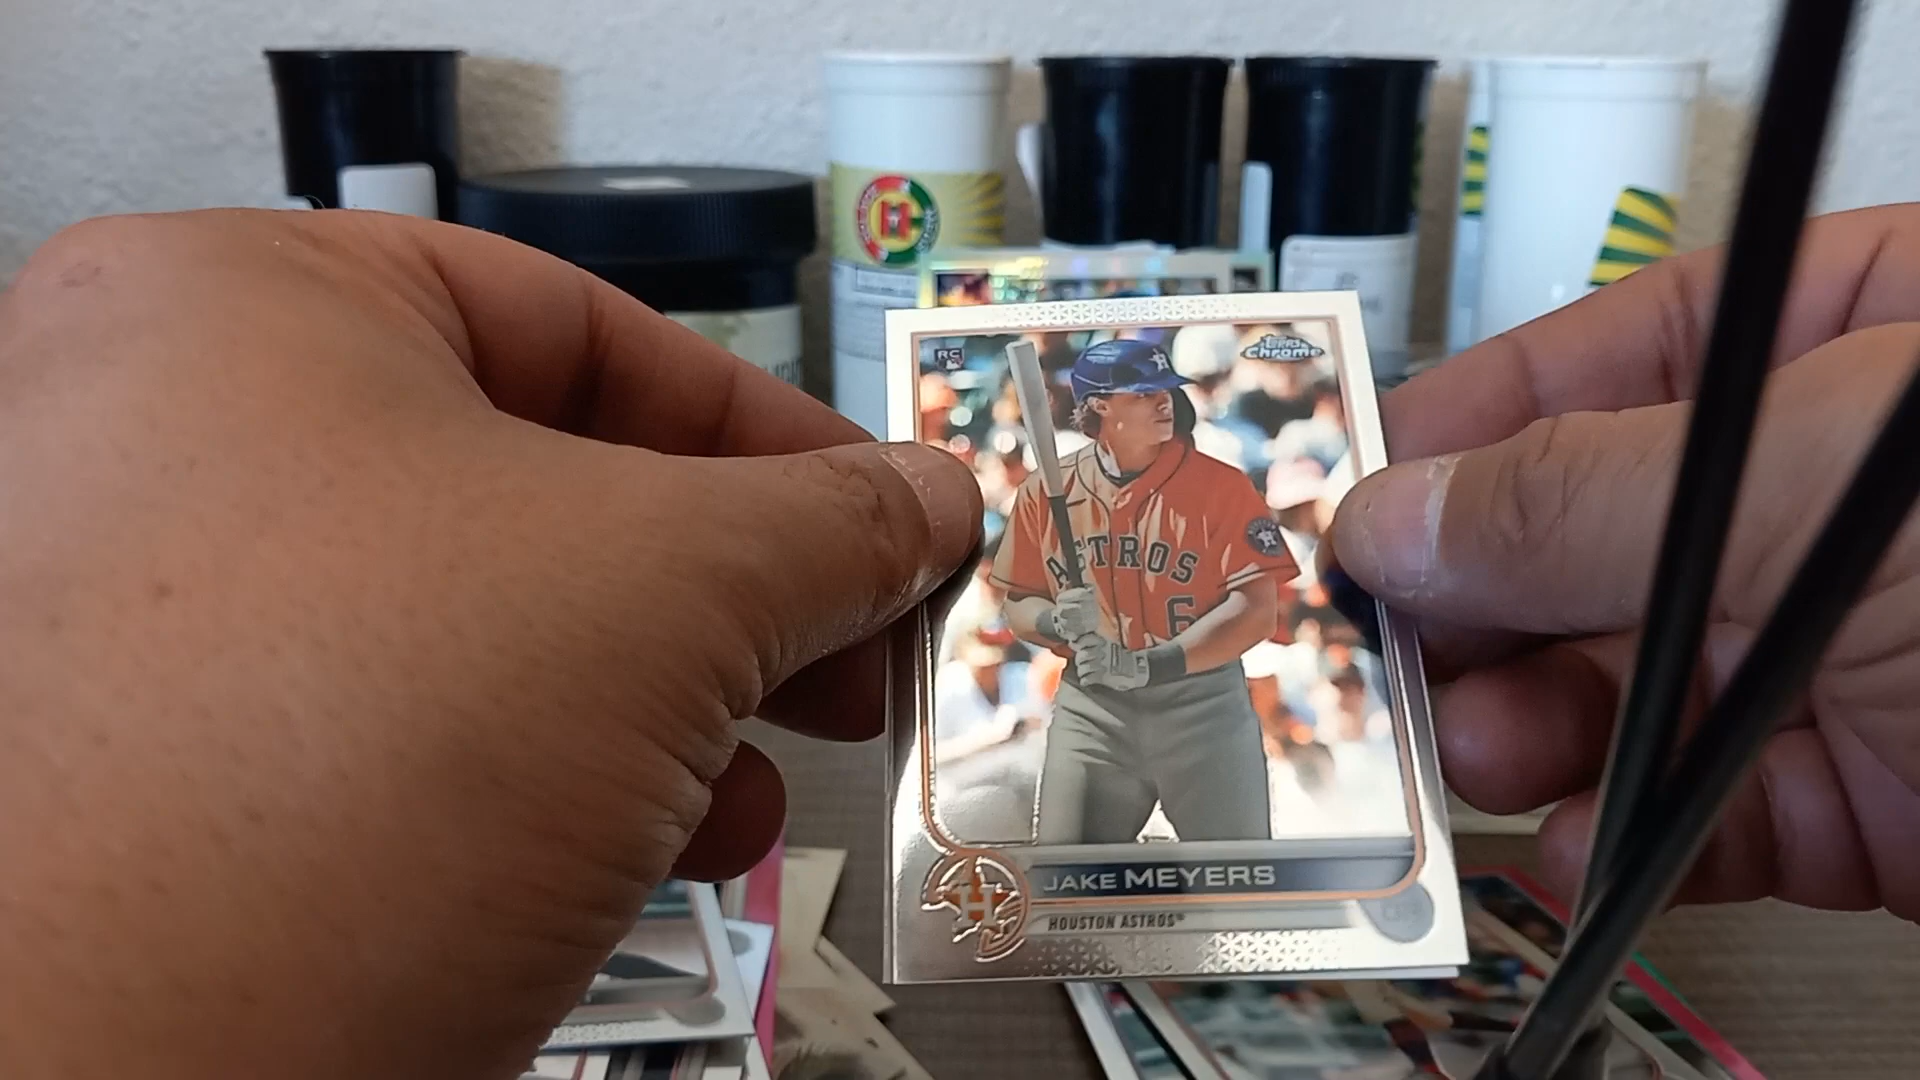 RC
TOPPS
Chrome
ASTROS
6
JAKE MEYERS
HOUSTON ASTROS